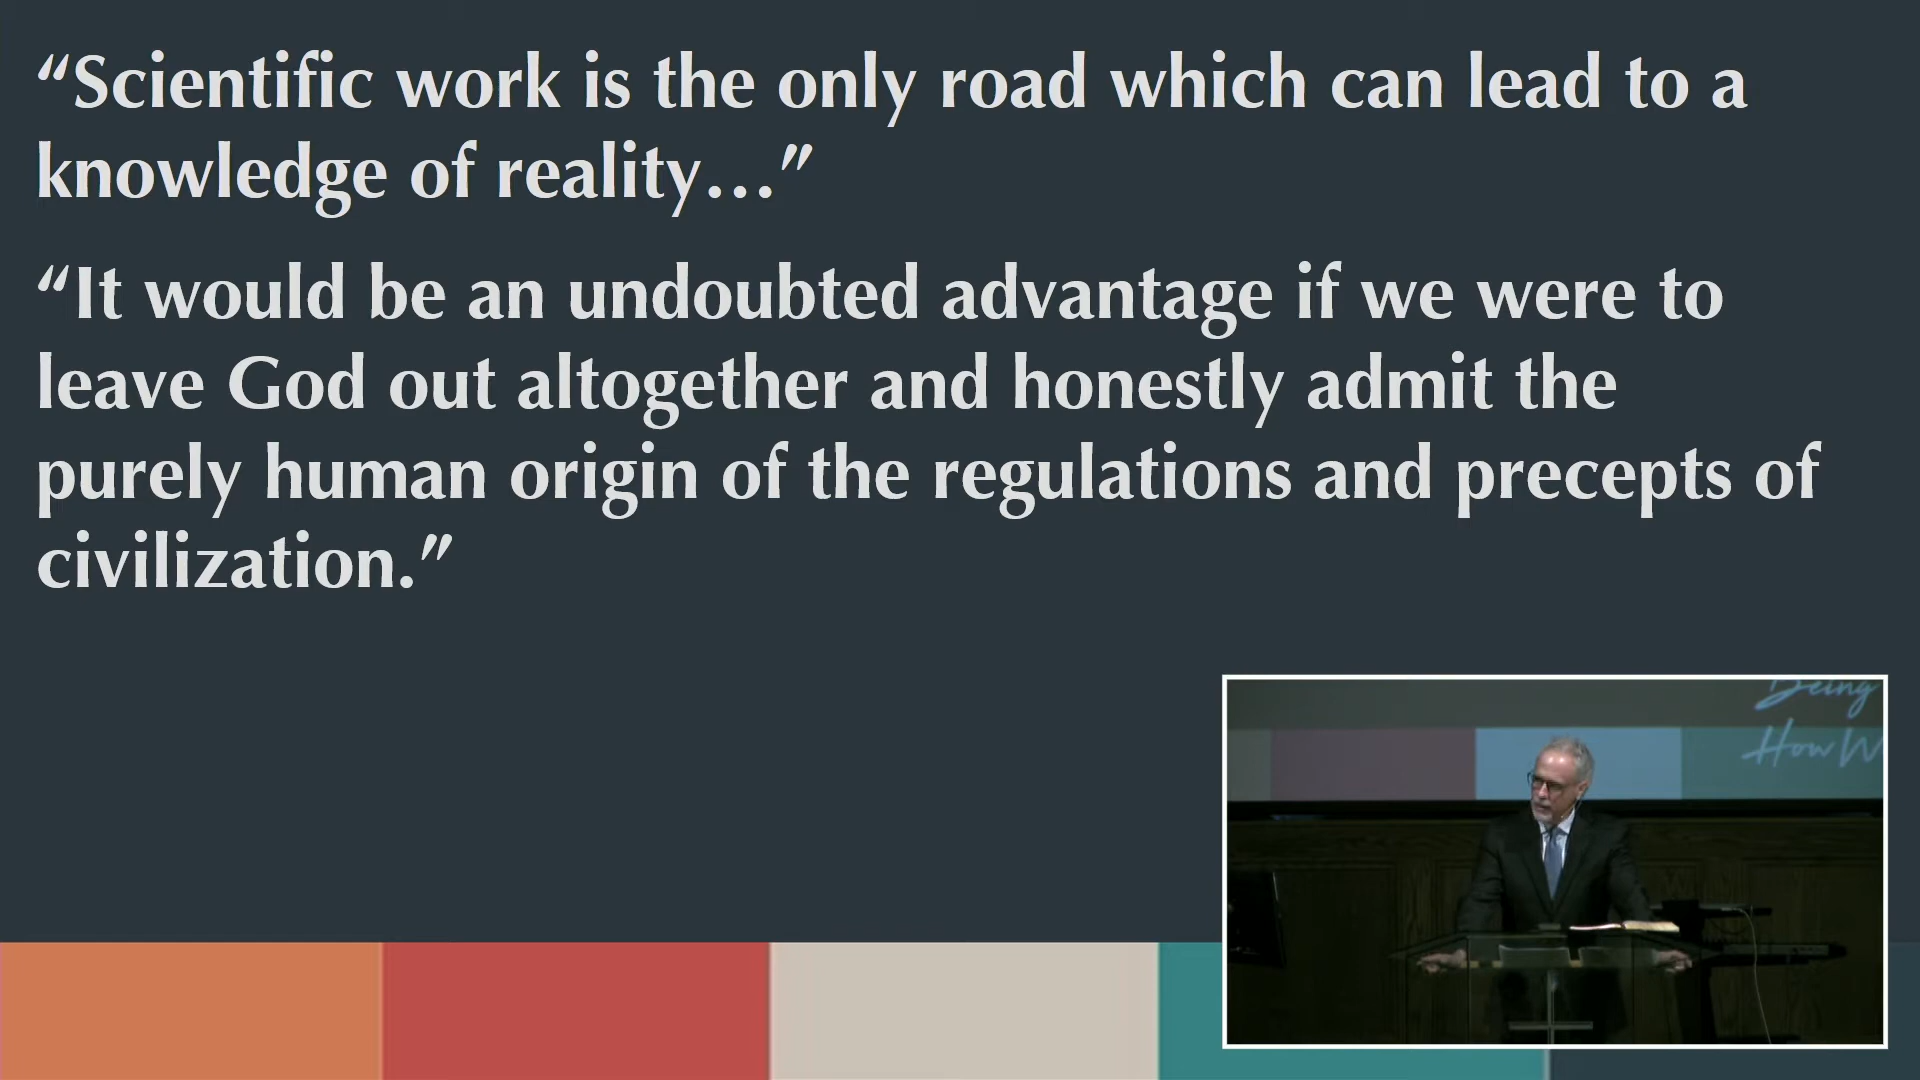 “Scientific work is the only road which can lead to a
knowledge of reality…”
“It would be an undoubted advantage if we were to
leave God out altogether and honestly admit the
purely human origin of the regulations and precepts of
civilization.”
Being
How W